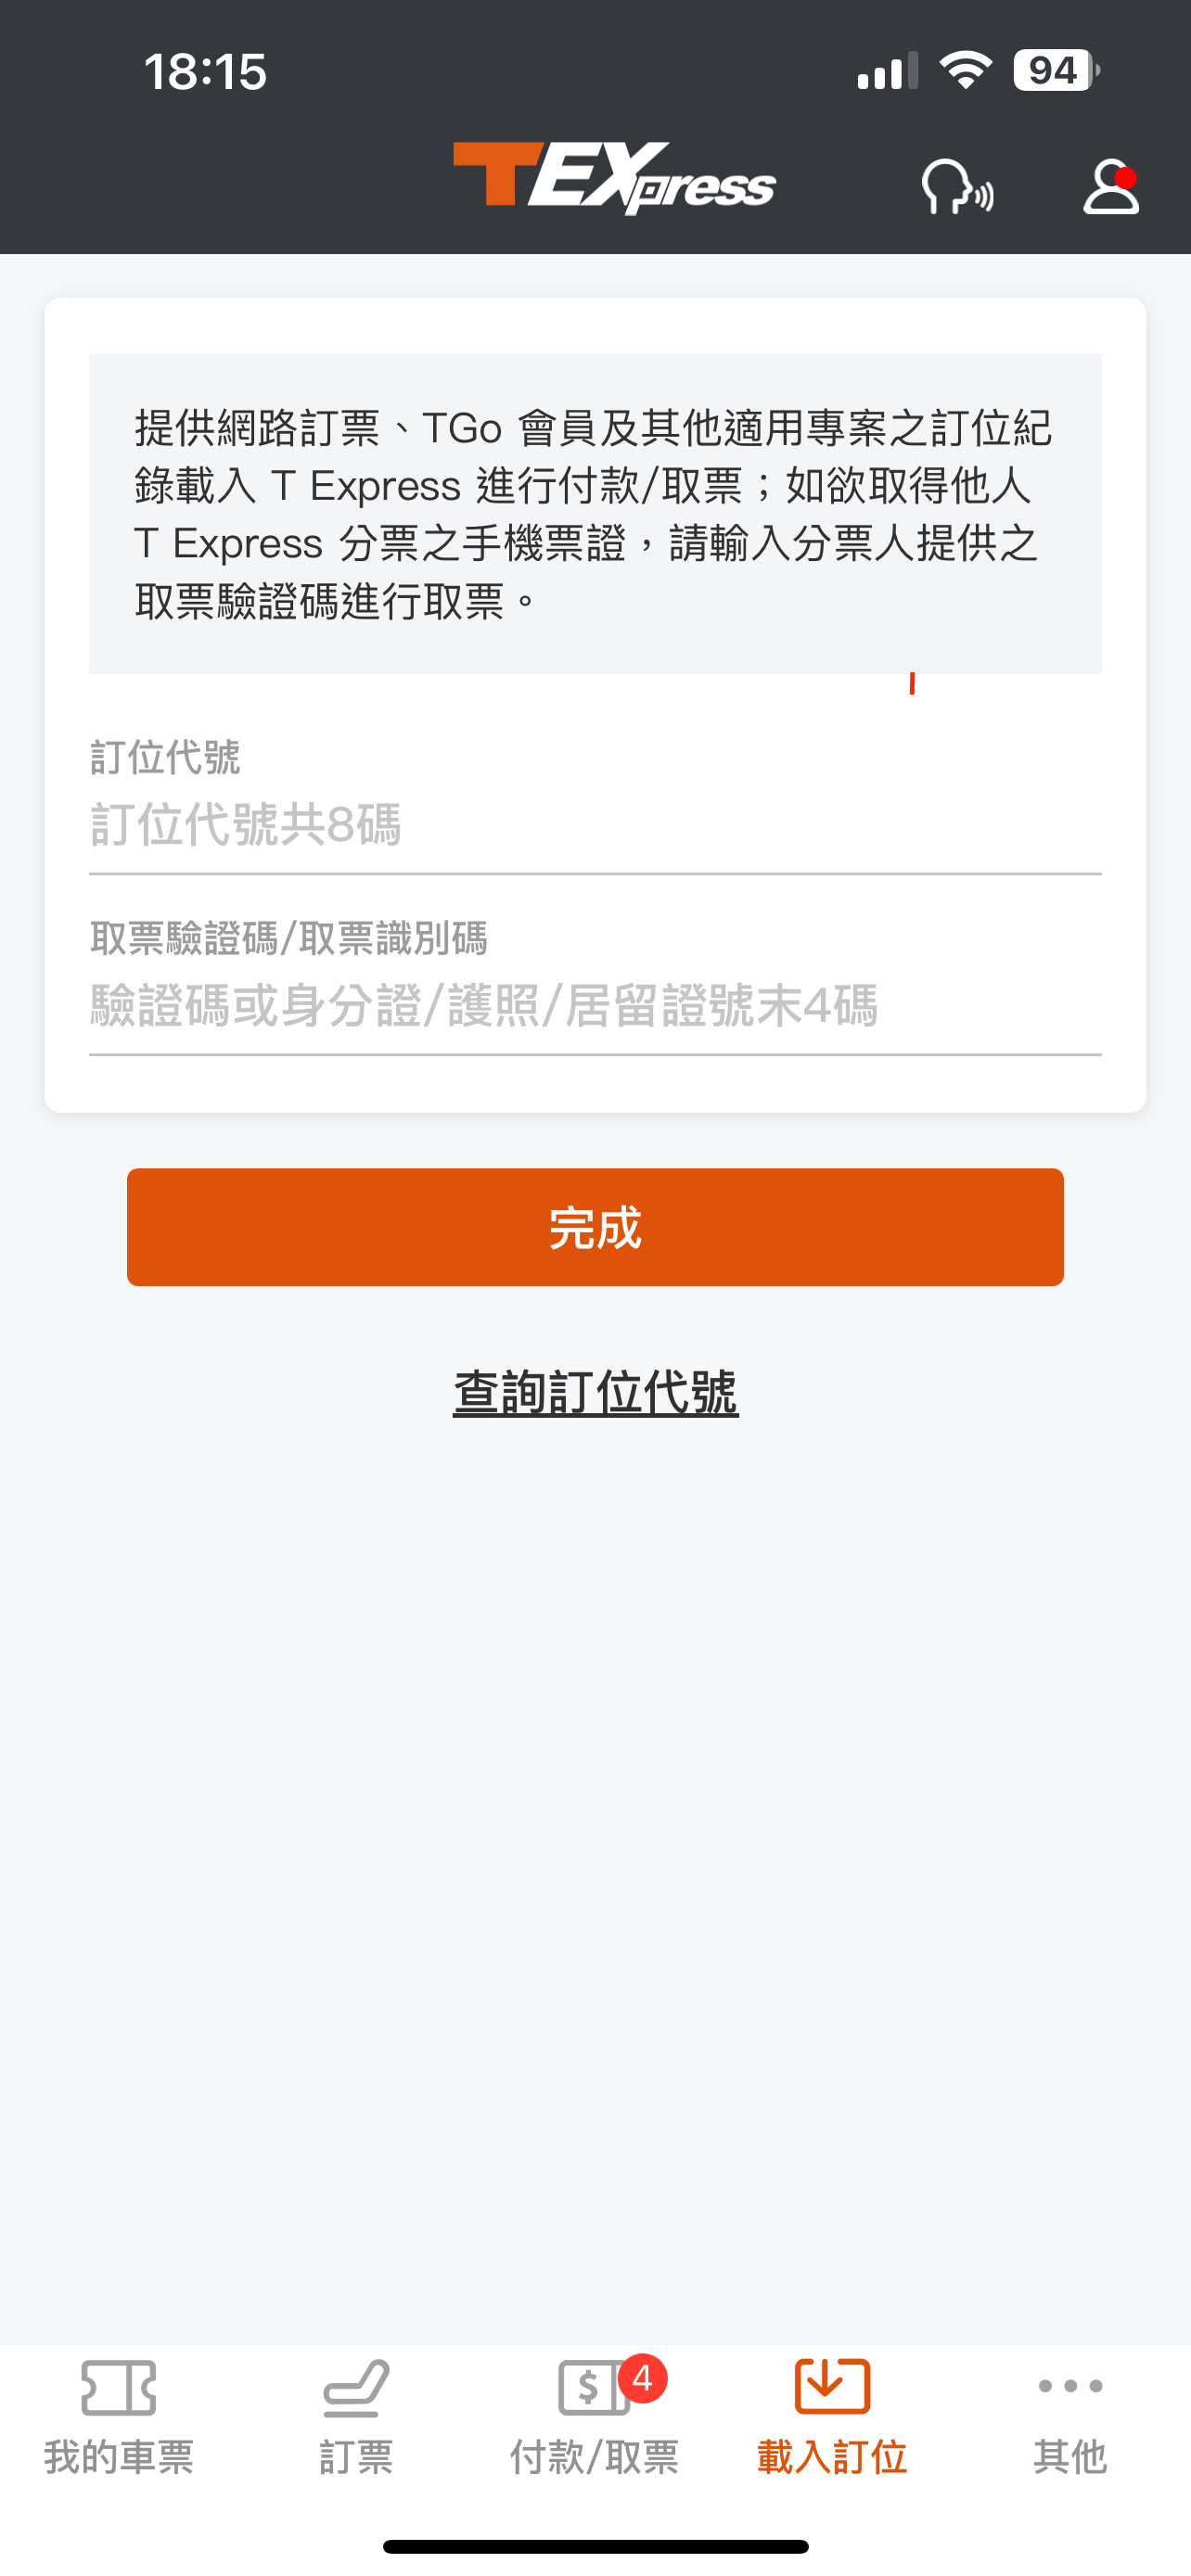 18:15
94
TEXpress
提供網路訂票、TGo 會員及其他適用專案之訂位紀
錄載入 T Express 進行付款/取票；如欲取得他人
T Express 分票之手機票證，請輸入分票人提供之
取票驗證碼進行取票。
訂位代號
訂位代號共8碼
取票驗證碼/取票識別碼
驗證碼或身分證/護照/居留證號末4碼
完成
查詢訂位代號
4
我的車票
訂票
付款/取票
載入訂位
其他